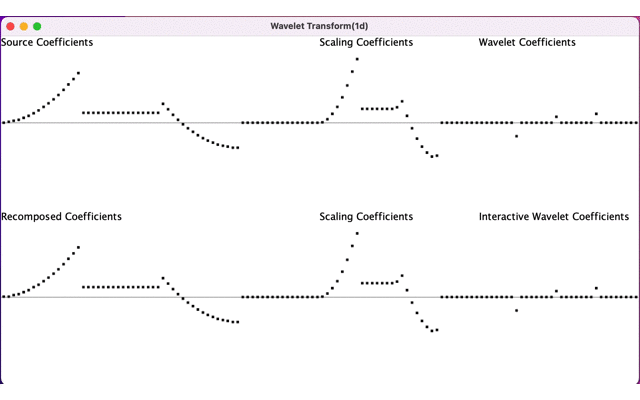 Wavelet Transform(1d)
Source Coefficients
Scaling Coefficients
Wavelet Coefficients
Recomposed Coefficients
Scaling Coefficients
Interactive Wavelet Coefficients